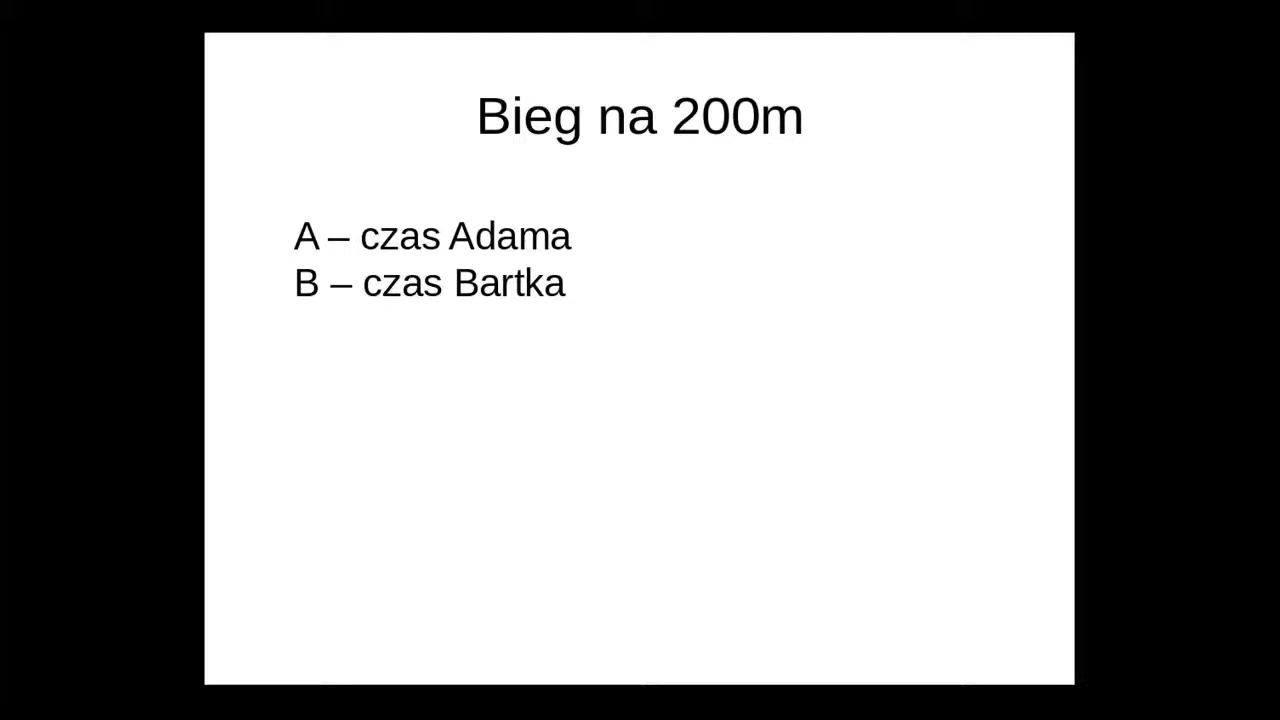 Bieg na 200m
A – czas Adama
B – czas Bartka